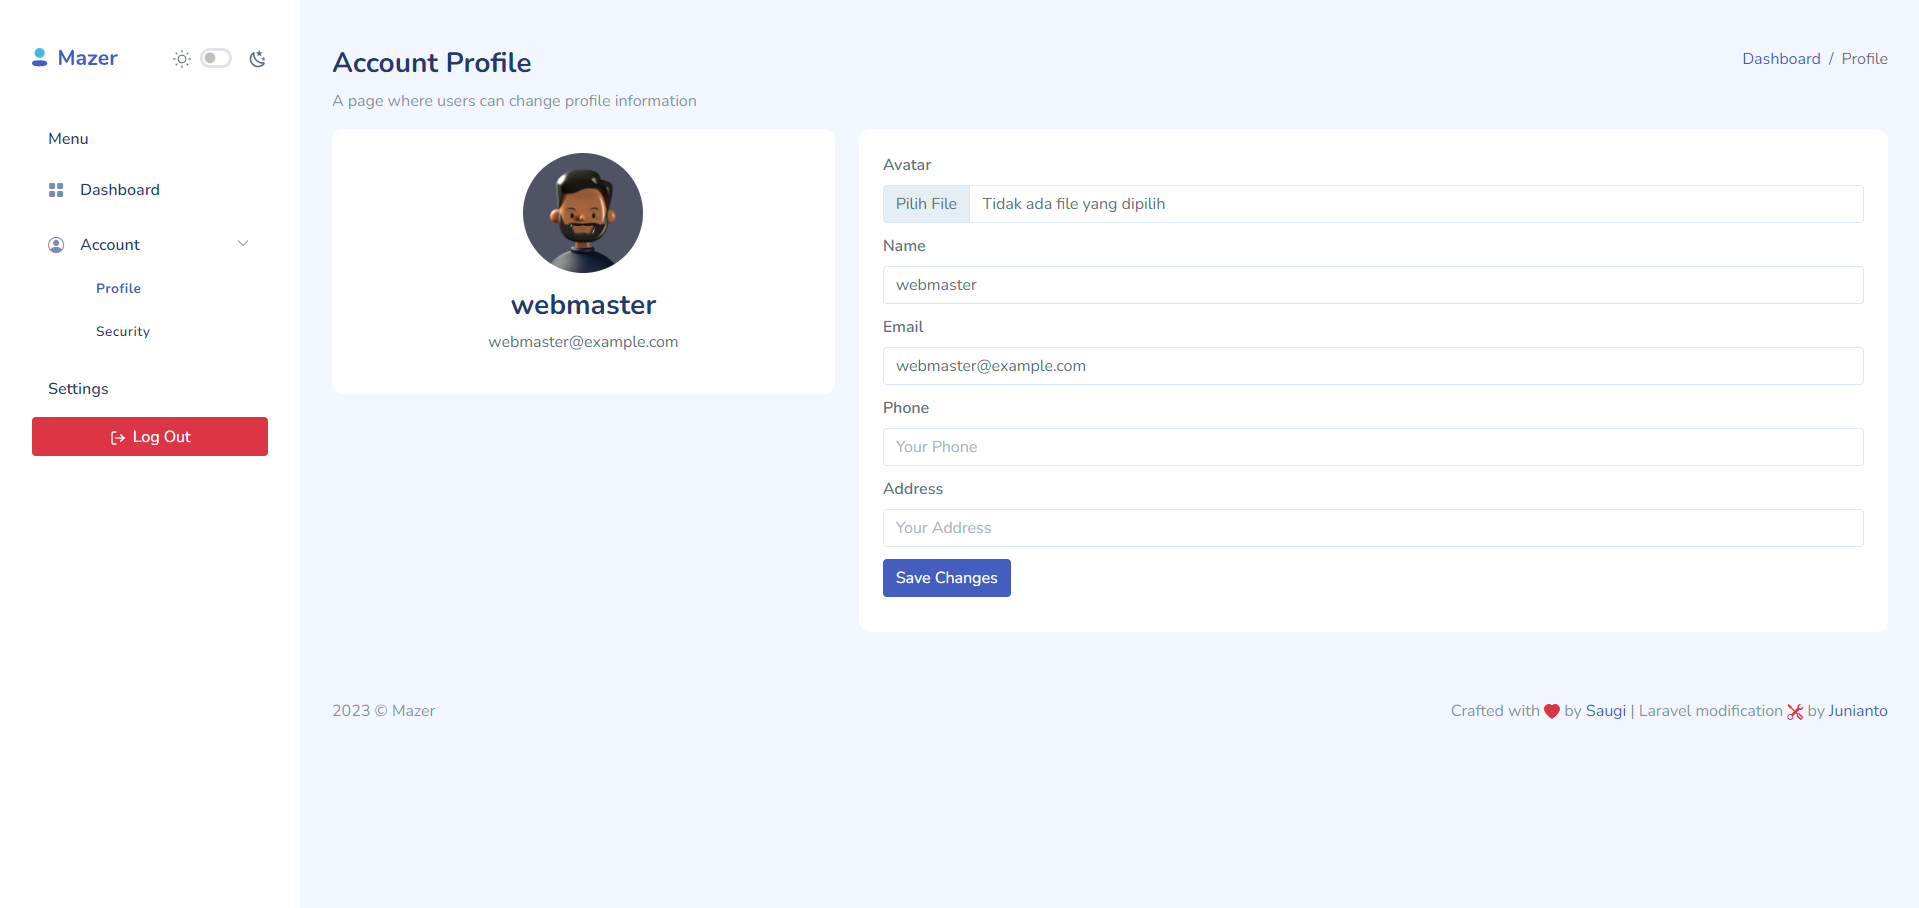 Mazer
Menu
Dashboard
Account
Profile
Security
Settings
Log Out
Account Profile
A page where users can change profile information
Dashboard / Profile
webmaster
webmaster@example.com
Avatar
Pilih File Tidak ada file yang dipilih
Name
webmaster
Email
webmaster@example.com
Phone
Your Phone
Address
Your Address
Save Changes
2023 © Mazer
Crafted with by Saugi | Laravel modification by Junianto